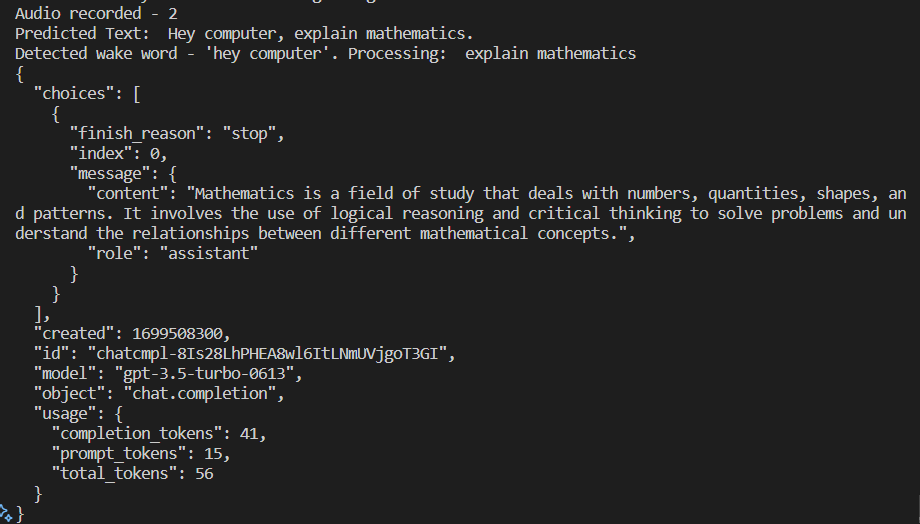 Audio recorded - 2
Predicted Text:  Hey computer, explain mathematics.
Detected wake word - 'hey computer'. Processing:  explain mathematics
{
  "choices": [
    {
      "finish_reason": "stop",
      "index": 0,
      "message": {
        "content": "Mathematics is a field of study that deals with numbers, quantities, shapes, an
d patterns. It involves the use of logical reasoning and critical thinking to solve problems and un
derstand the relationships between different mathematical concepts.",
        "role": "assistant"
      }
    }
  ],
  "created": 1699508300,
  "id": "chatcmpl-8Is28LhPHEA8wl6ItLNmUVjgoT3GI",
  "model": "gpt-3.5-turbo-0613",
  "object": "chat.completion",
  "usage": {
    "completion_tokens": 41,
    "prompt_tokens": 15,
    "total_tokens": 56
  }
}